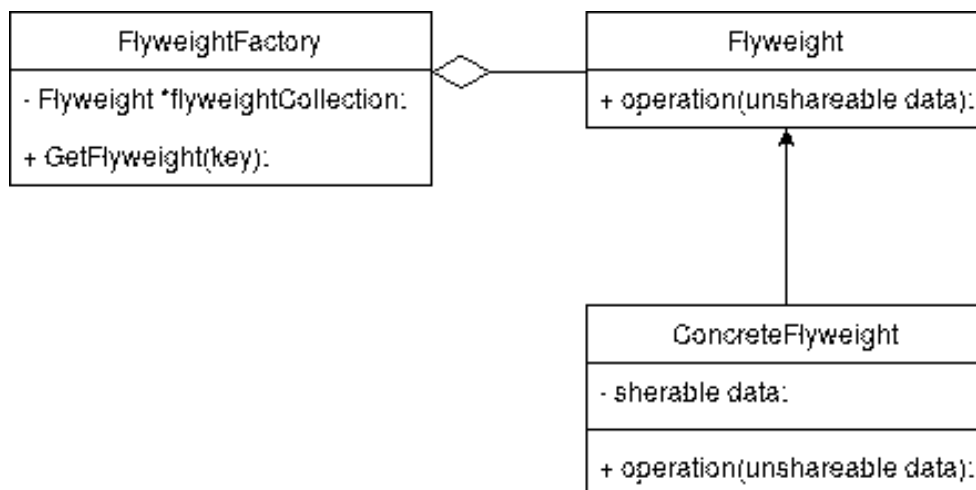 FlyweightFactory
- Flyweight *flyweightCollection:
+ GetFlyweight(key):
Flyweight
+ operation(unshareable data):
ConcreteFlyweight
- sherable data:
+ operation(unshareable data):